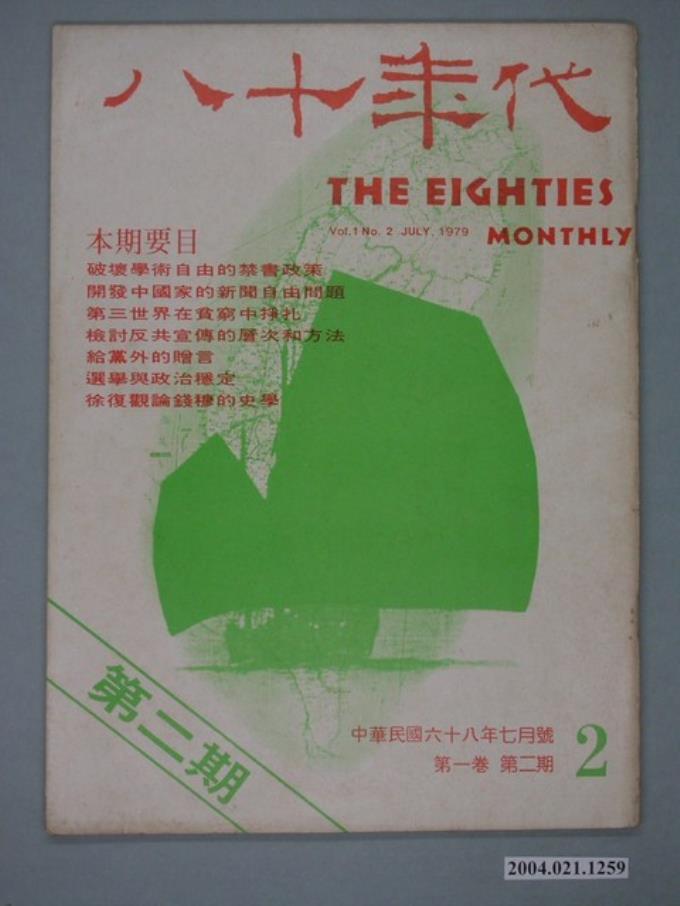 八十年代
THE EIGHTIES
Vol.1 No. 2 JULY, 1979 MONTHLY
本期要目
破壞學術自由的禁書政策
開發中國家的新聞自由問題
第三世界在貧窮中掙扎
檢討反共宣傳的層次和方法
給黨外的贈言
選舉與政治穩定
徐復觀論錢穆的史學
第二期
中華民國六十八年七月號
第一卷 第二期 2
2004.021.1259